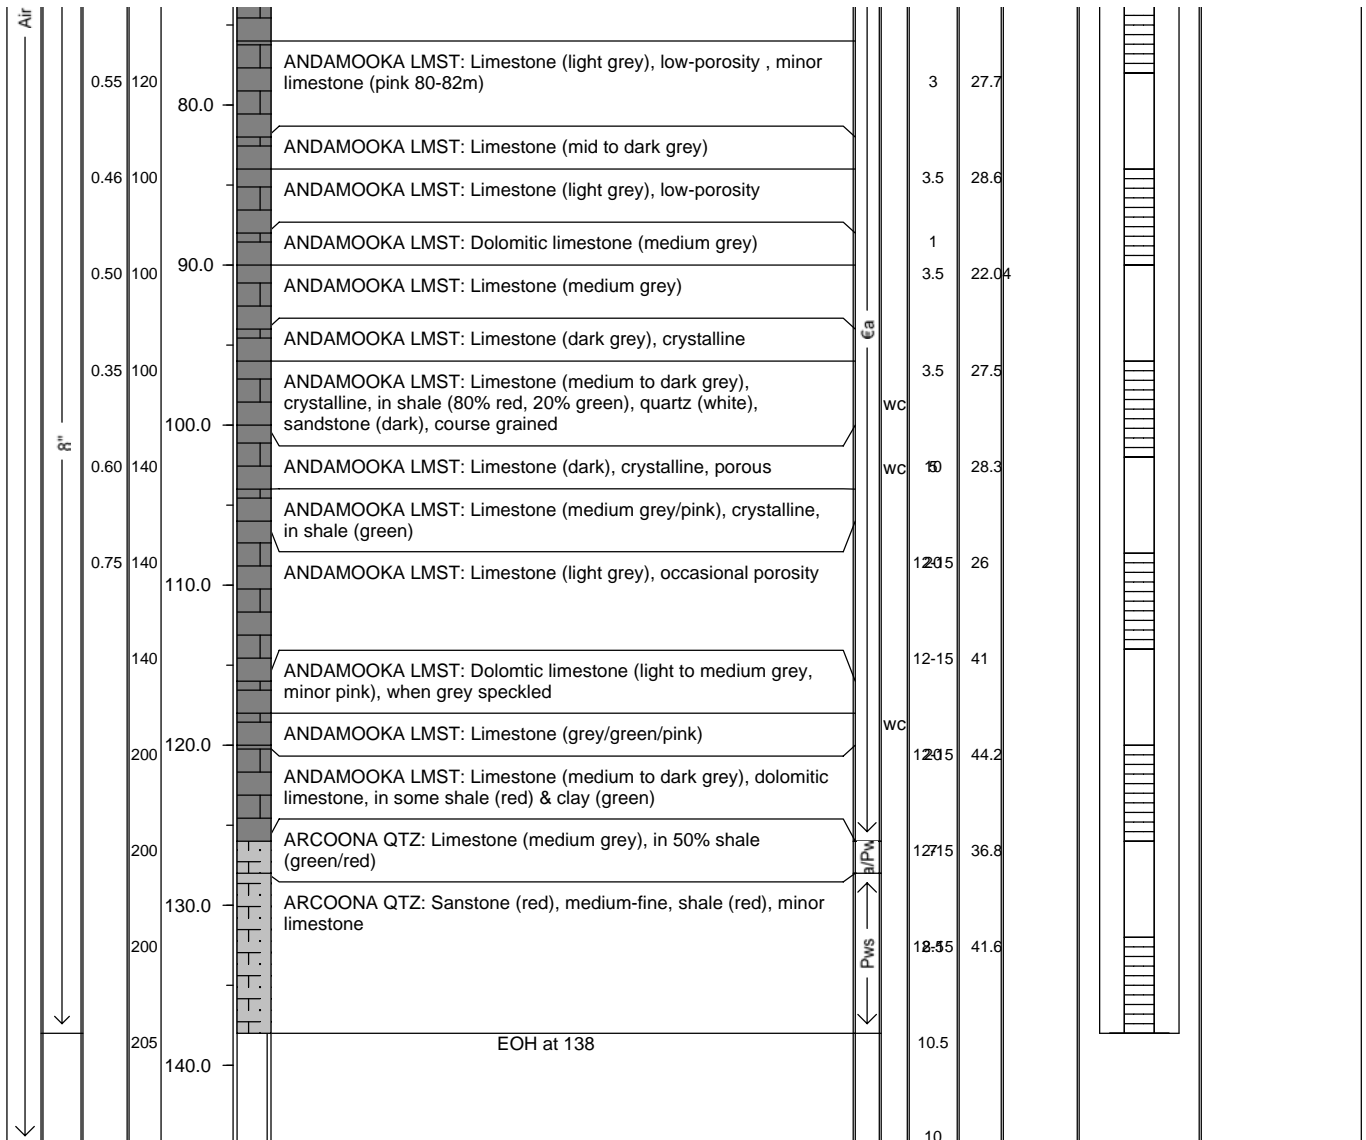 Air
ANDAMOOKA LMST: Limestone (light grey), low-porosity , minor
limestone (pink 80-82m)
0.55 120 3 27.7
80.0
ANDAMOOKA LMST: Limestone (mid to dark grey)
0.46 100 3.5 28.6
ANDAMOOKA LMST: Limestone (light grey), low-porosity
ANDAMOOKA LMST: Dolomitic limestone (medium grey)
1
90.0
0.50 100 3.5 22.04
ANDAMOOKA LMST: Limestone (medium grey)
€a
ANDAMOOKA LMST: Limestone (dark grey), crystalline
0.35 100 3.5 27.5
ANDAMOOKA LMST: Limestone (medium to dark grey),
crystalline, in shale (80% red, 20% green), quartz (white),
sandstone (dark), course grained
wc
100.0
8"
ANDAMOOKA LMST: Limestone (dark), crystalline, porous
0.60 140 wc 28.3
ANDAMOOKA LMST: Limestone (medium grey/pink), crystalline,
in shale (green)
0.75 140 26
ANDAMOOKA LMST: Limestone (light grey), occasional porosity
110.0
140 12-15 41
ANDAMOOKA LMST: Dolomtic limestone (light to medium grey,
minor pink), when grey speckled
wc
ANDAMOOKA LMST: Limestone (grey/green/pink)
120.0
200 44.2
ANDAMOOKA LMST: Limestone (medium to dark grey), dolomitic
limestone, in some shale (red) & clay (green)
ARCOONA QTZ: Limestone (medium grey), in 50% shale
(green/red)
200 a/Pw 36.8
130.0
ARCOONA QTZ: Sanstone (red), medium-fine, shale (red), minor
limestone
200 Pws 41.6
EOH at 138
205 10.5
140.0
10